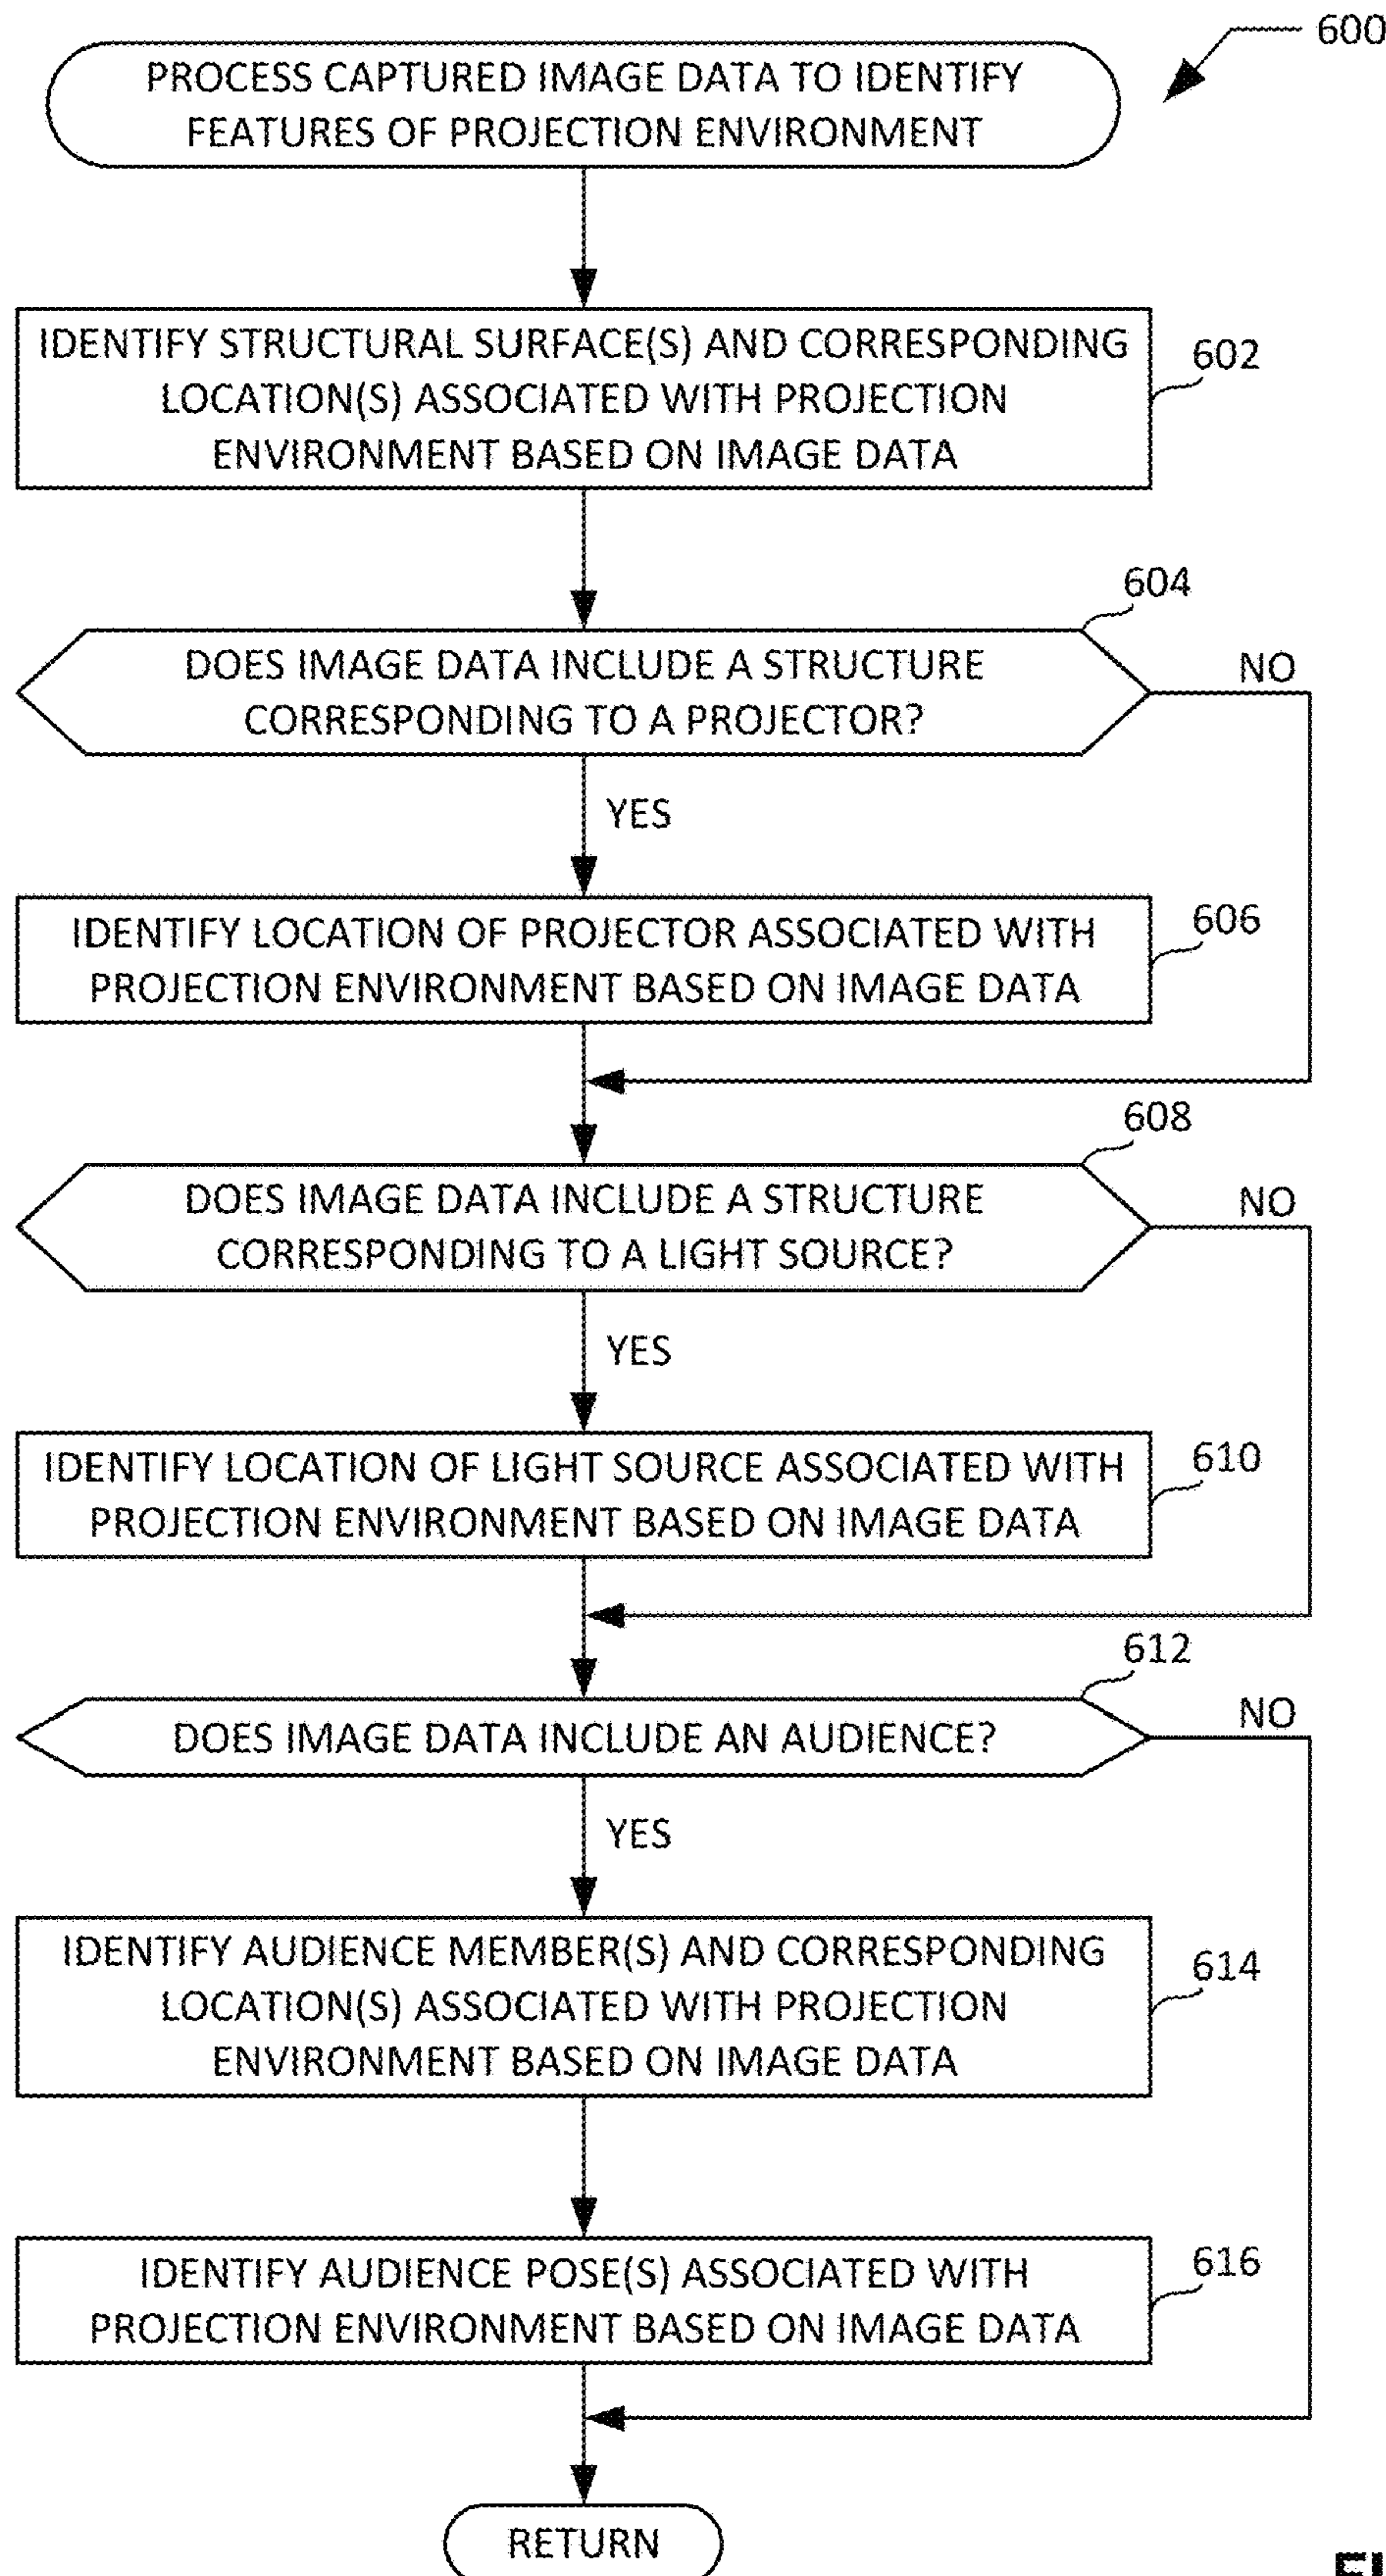 600
PROCESS CAPTURED IMAGE DATA TO IDENTIFY
FEATURES OF PROJECTION ENVIRONMENT
IDENTIFY STRUCTURAL SURFACE(S) AND CORRESPONDING
LOCATION(S) ASSOCIATED WITH PROJECTION
ENVIRONMENT BASED ON IMAGE DATA
602
604
DOES IMAGE DATA INCLUDE A STRUCTURE
CORRESPONDING TO A PROJECTOR?
NO
YES
IDENTIFY LOCATION OF PROJECTOR ASSOCIATED WITH
PROJECTION ENVIRONMENT BASED ON IMAGE DATA
606
608
DOES IMAGE DATA INCLUDE A STRUCTURE
CORRESPONDING TO A LIGHT SOURCE?
NO
YES
IDENTIFY LOCATION OF LIGHT SOURCE ASSOCIATED WITH
PROJECTION ENVIRONMENT BASED ON IMAGE DATA
610
612
DOES IMAGE DATA INCLUDE AN AUDIENCE?
NO
YES
IDENTIFY AUDIENCE MEMBER(S) AND CORRESPONDING
LOCATION(S) ASSOCIATED WITH PROJECTION
ENVIRONMENT BASED ON IMAGE DATA
614
IDENTIFY AUDIENCE POSE(S) ASSOCIATED WITH
PROJECTION ENVIRONMENT BASED ON IMAGE DATA
616
RETURN